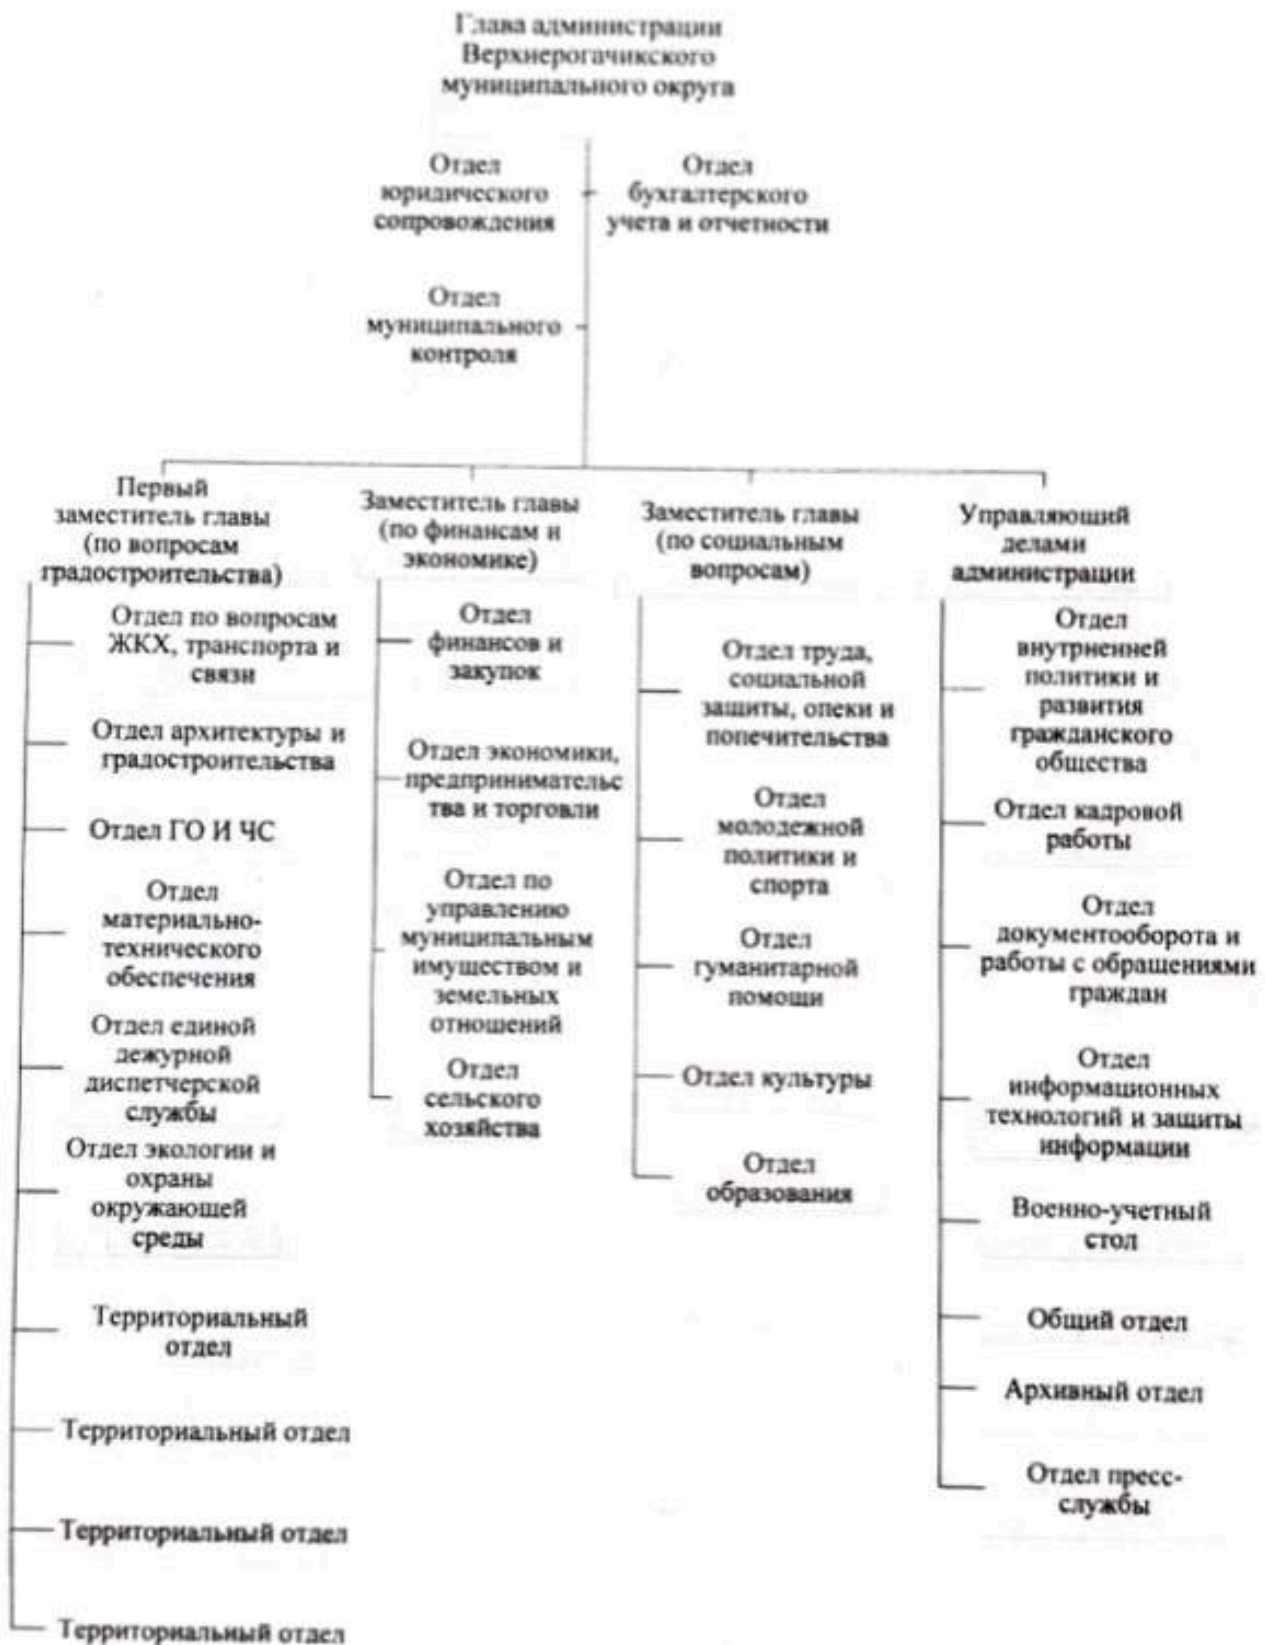 Глава администрации
Верхнерогачикского
муниципального округа
Отдел
юридического
сопровождения
Отдел
бухгалтерского
учета и отчетности
Отдел
муниципального
контроля
Первый
заместитель главы
(по вопросам
градостроительства)
Отдел по вопросам
ЖКХ, транспорта и
связи
Отдел архитектуры и
градостроительства
Отдел ГО И ЧС
Отдел
материально-
технического
обеспечения
Отдел единой
дежурной
диспетчерской
службы
Отдел экологии и
охраны
окружающей
среды
Территориальный
отдел
Территориальный отдел
Территориальный отдел
Территориальный отдел
Заместитель главы
(по финансам и
экономике)
Отдел
финансов и
закупок
Отдел экономики,
предпринимательс
тва и торговли
Отдел по
управлению
муниципальным
имуществом и
земельных
отношений
Отдел
сельского
хозяйства
Заместитель главы
(по социальным
вопросам)
Отдел труда,
социальной
защиты, опеки и
попечительства
Отдел
молодежной
политики и
спорта
Отдел
гуманитарной
помощи
Отдел культуры
Отдел
образования
Управляющий
делами
администрации
Отдел
внутрненней
политики и
развития
гражданского
общества
Отдел кадровой
работы
Отдел
документооборота и
работы с обращениями
граждан
Отдел
информационных
технологий и защиты
информации
Военно-учетный
стол
Общий отдел
Архивный отдел
Отдел пресс-
службы